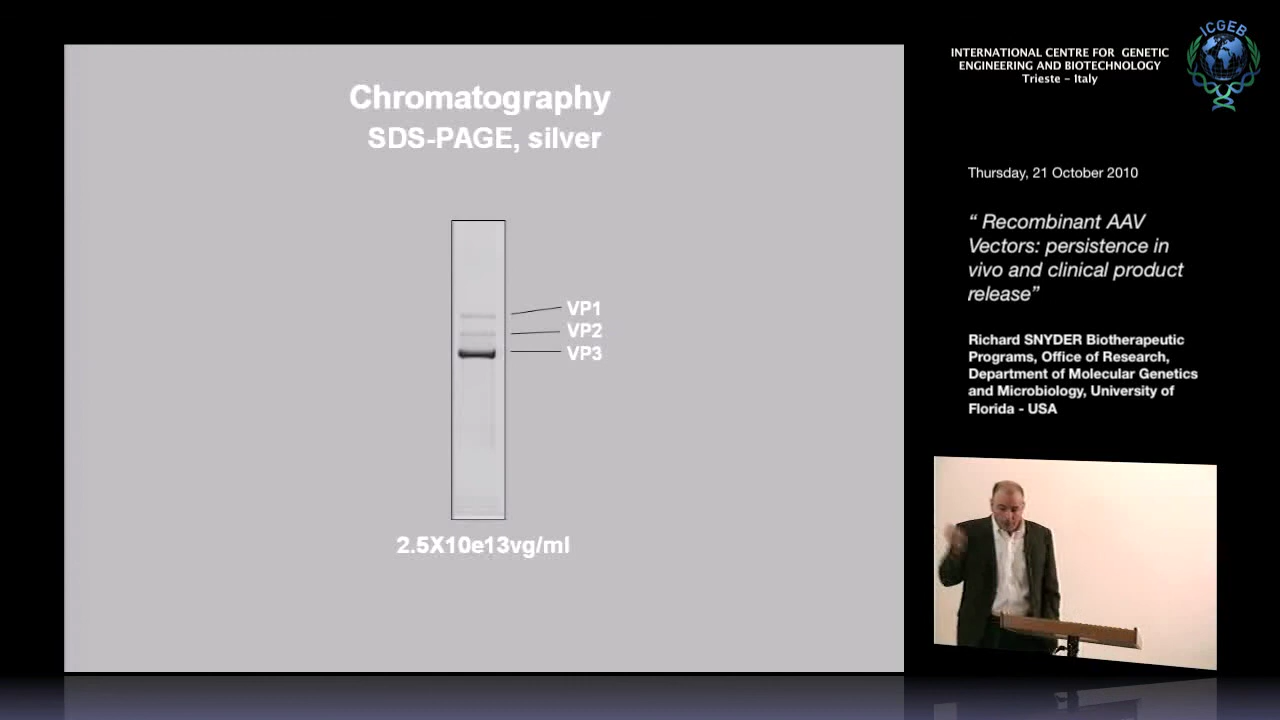 Chromatography
SDS-PAGE, silver
VP1
VP2
VP3
2.5X10e13vg/ml
ICGEB
INTERNATIONAL CENTRE FOR GENETIC
ENGINEERING AND BIOTECHNOLOGY
Trieste – Italy
Thursday, 21 October 2010
“ Recombinant AAV
Vectors: persistence in
vivo and clinical product
release”
Richard SNYDER Biotherapeutic
Programs, Office of Research,
Department of Molecular Genetics
and Microbiology, University of
Florida - USA